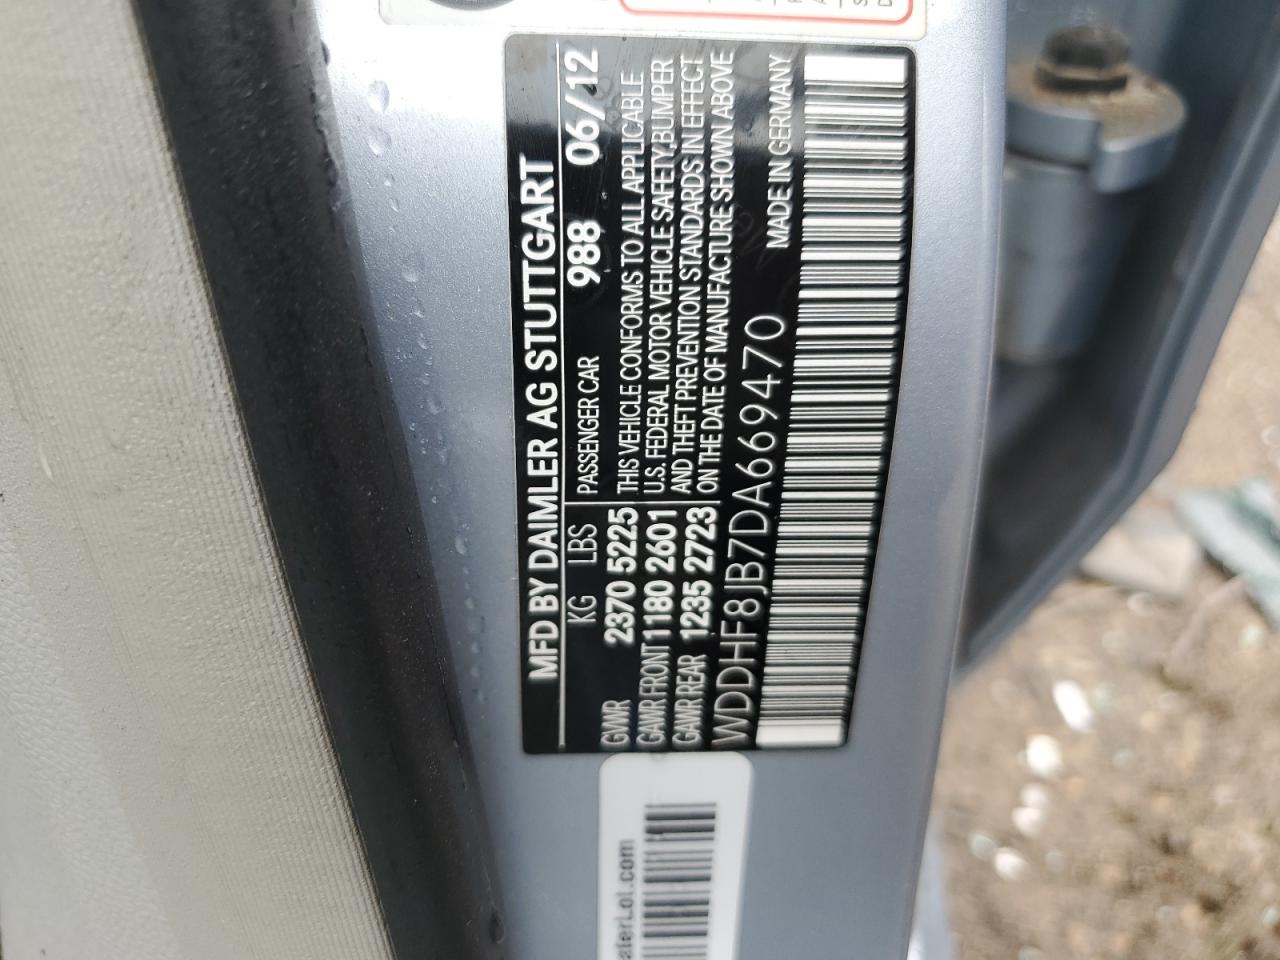 MFD BY DAIMLER AG STUTTGART
KG LBS PASSENGER CAR 988 06/12
GWR 2370 5225 THIS VEHICLE CONFORMS TO ALL APPLICABLE
GAWR FRONT 1180 2601 U.S. FEDERAL MOTOR VEHICLE SAFETY,BUMPER
GAWR REAR 1235 2723 AND THEFT PREVENTION STANDARDS IN EFFECT
ON THE DATE OF MANUFACTURE SHOWN ABOVE
WDDHF8JB7DA669470 MADE IN GERMANY